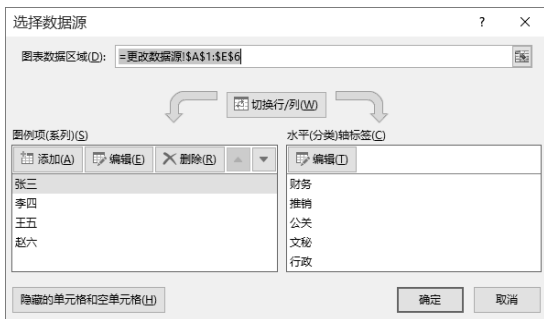 选择数据源 ? ×
图表数据区域(D): =更改数据源!$A$1:$E$6
切换行/列(W)
图例项(系列)(S) 水平(分类)轴标签(C)
添加(A) 编辑(E) 删除(R) 编辑(T)
张三 财务
李四 推销
王五 公关
赵六 文秘
行政
隐藏的单元格和空单元格(H) 确定 取消